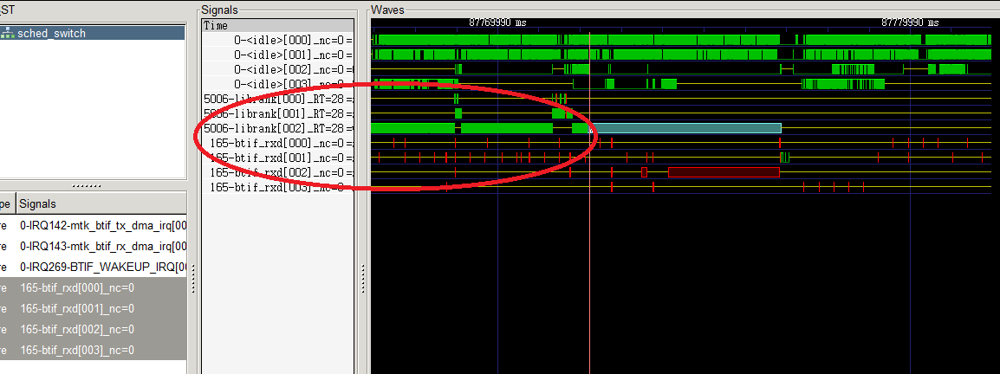 ST
sched_switch
pe
Signals
re
0-IRQ142-mtk_btif_tx_dma_irq[00
re
0-IRQ143-mtk_btif_rx_dma_irq[00
re
0-IRQ269-BTIF_WAKEUP_IRQ[00
re
165-btif_rxd[000]_nc=0
re
165-btif_rxd[001]_nc=0
re
165-btif_rxd[002]_nc=0
re
165-btif_rxd[003]_nc=0
Signals
Time
0-<idle>[000]_nc=0 =
0-<idle>[001]_nc=0 =
0-<idle>[002]_nc=0 =
0-<idle>[003]_nc=0 =
5006-librank[000]_RT=28 =
5006-librank[001]_RT=28 =
5006-librank[002]_RT=28 =
165-btif_rxd[000]_nc=0 =
165-btif_rxd[001]_nc=0 =
165-btif_rxd[002]_nc=0 =
165-btif_rxd[003]_nc=0
Waves
87769990 ms
87779990 ms